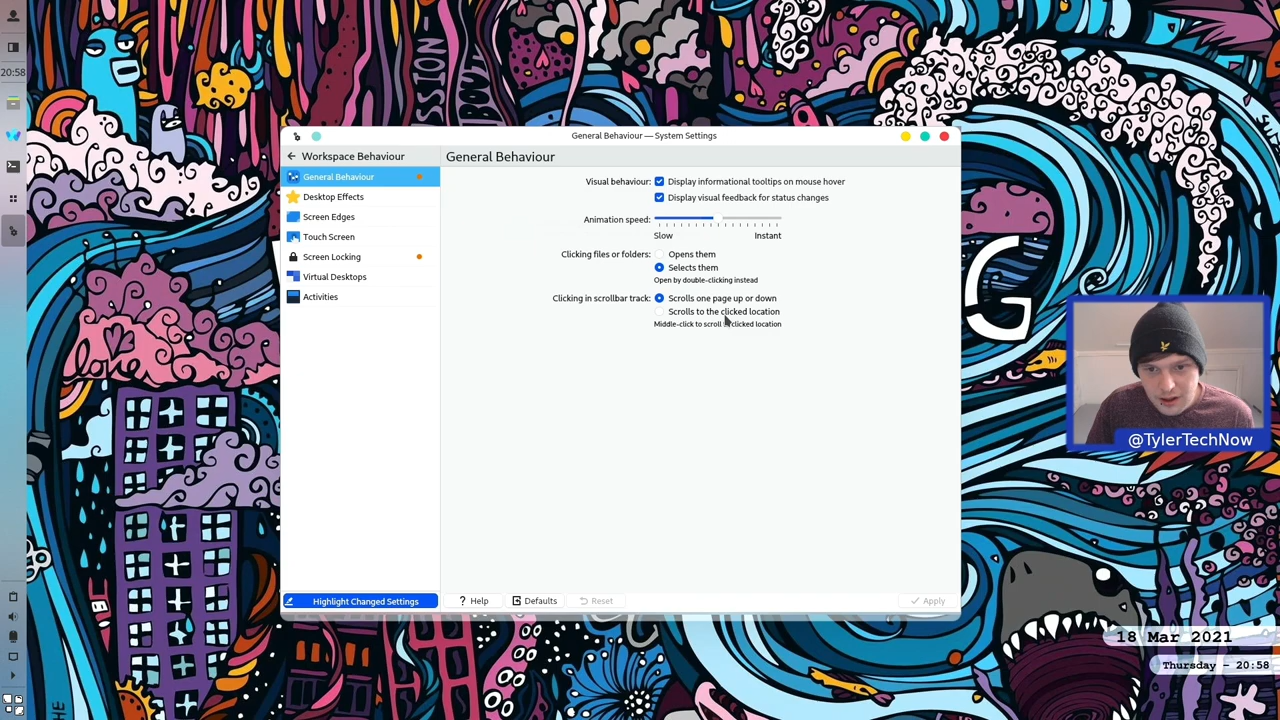 20:58
SSION
General Behaviour — System Settings
Workspace Behaviour
General Behaviour
General Behaviour
Desktop Effects
Screen Edges
Touch Screen
Screen Locking
Virtual Desktops
Activities
Visual behaviour:
Display informational tooltips on mouse hover
Display visual feedback for status changes
Animation speed:
Slow
Instant
Clicking files or folders:
Opens them
Selects them
Open by double-clicking instead
Clicking in scrollbar track:
Scrolls one page up or down
Scrolls to the clicked location
Middle-click to scroll to clicked location
Highlight Changed Settings
? Help
Defaults
Reset
Apply
love
G
@TylerTechNow
18 Mar 2021
Thursday – 20:58
THE